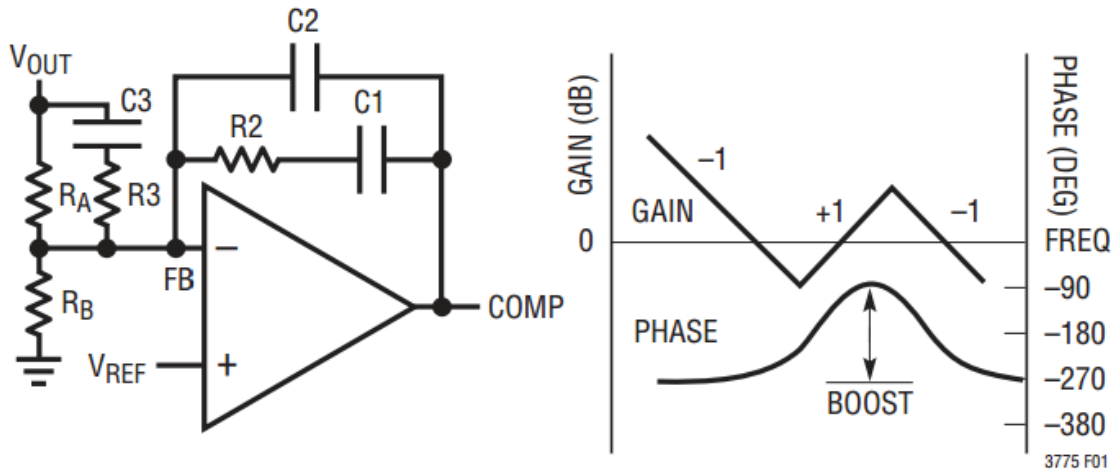 C2
VOUT
C3
C1
R2
RA
R3
FB
RB
VREF
−
+
COMP
GAIN (dB)
PHASE (DEG)
–1
+1
–1
GAIN
0
FREQ
–90
PHASE
–180
–270
BOOST
–380
3775 F01